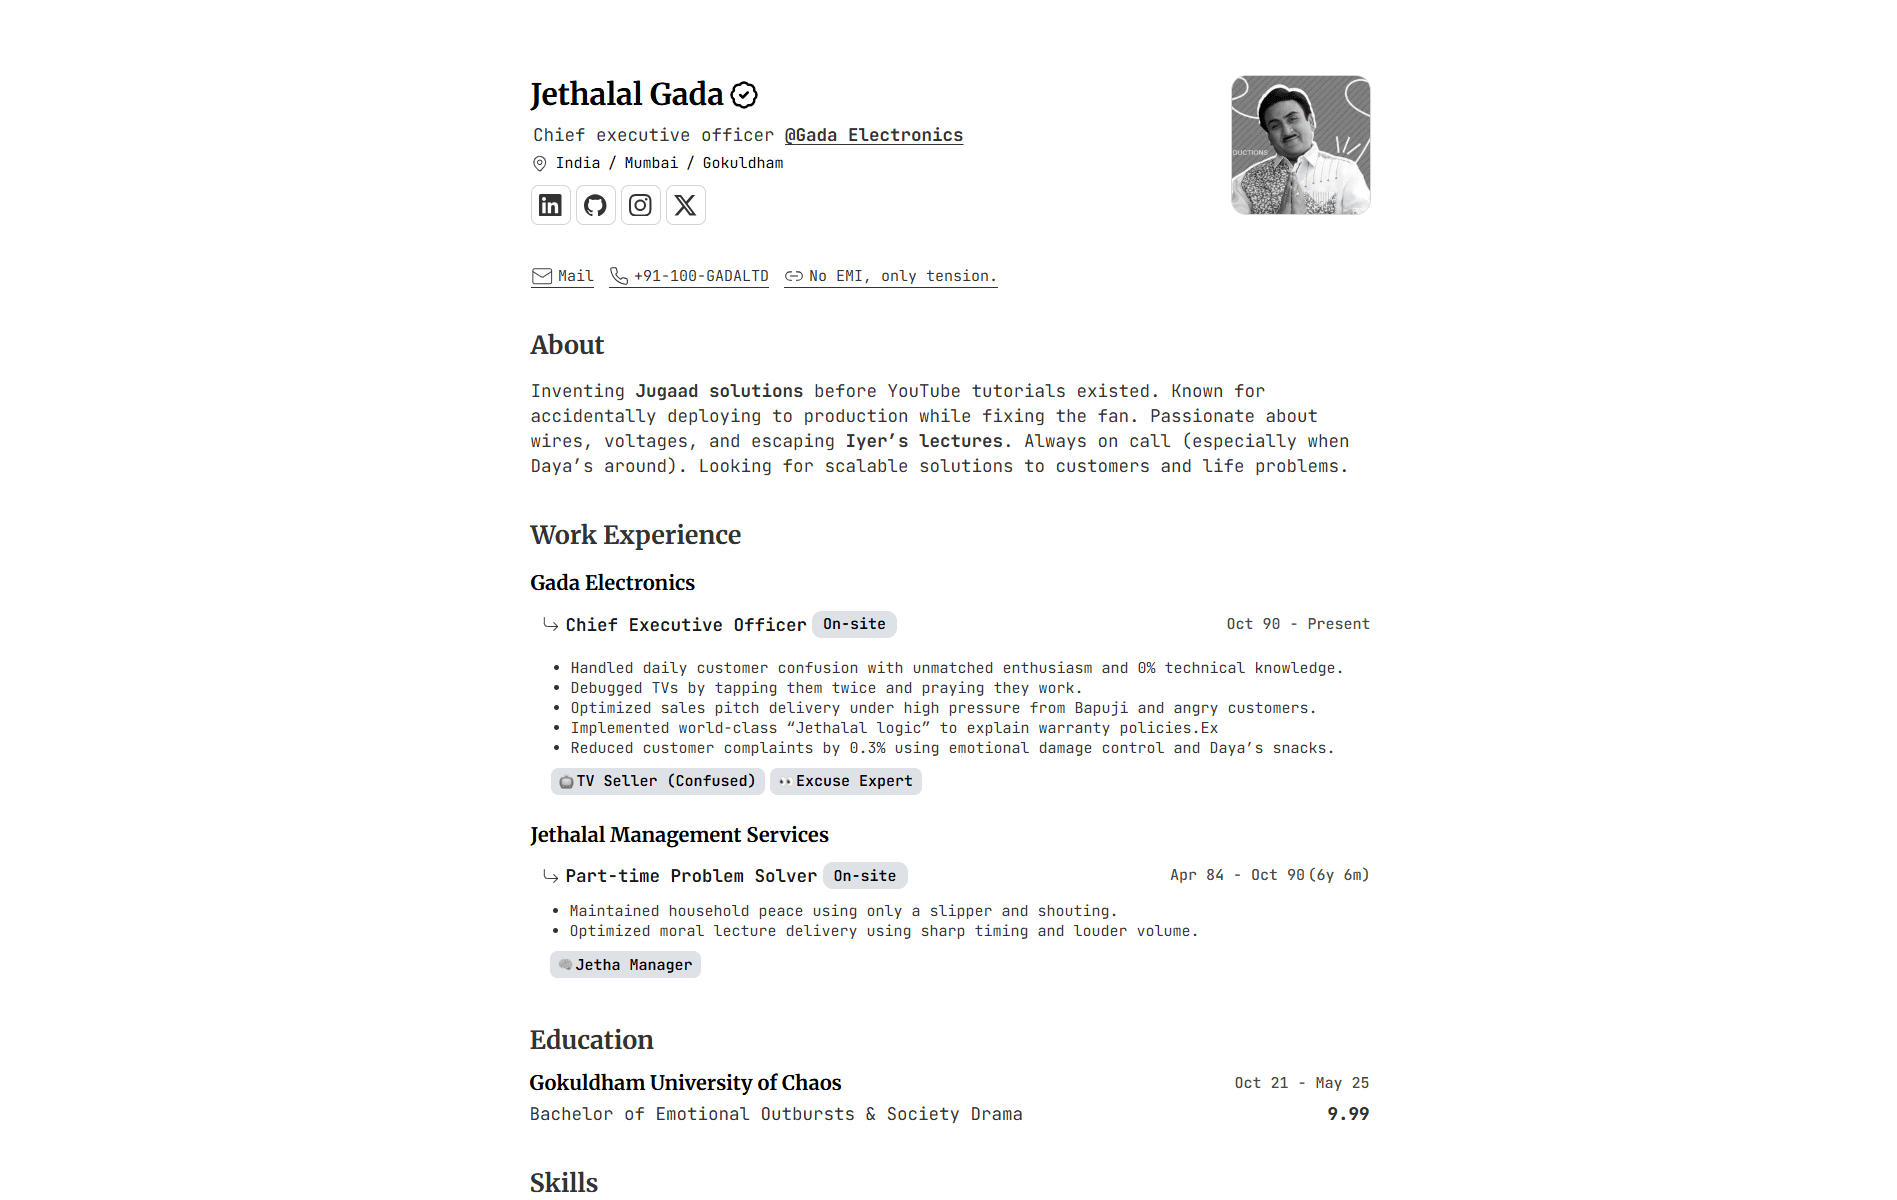 Jethalal Gada
Chief executive officer @Gada Electronics
India / Mumbai / Gokuldham
DUCTIONS
Mail +91-100-GADALTD No EMI, only tension.
About
Inventing Jugaad solutions before YouTube tutorials existed. Known for
accidentally deploying to production while fixing the fan. Passionate about
wires, voltages, and escaping Iyer’s lectures. Always on call (especially when
Daya’s around). Looking for scalable solutions to customers and life problems.
Work Experience
Gada Electronics
Chief Executive Officer On-site Oct 90 - Present
• Handled daily customer confusion with unmatched enthusiasm and 0% technical knowledge.
• Debugged TVs by tapping them twice and praying they work.
• Optimized sales pitch delivery under high pressure from Bapuji and angry customers.
• Implemented world-class “Jethalal logic” to explain warranty policies.Ex
• Reduced customer complaints by 0.3% using emotional damage control and Daya’s snacks.
TV Seller (Confused) Excuse Expert
Jethalal Management Services
Part-time Problem Solver On-site Apr 84 - Oct 90 (6y 6m)
• Maintained household peace using only a slipper and shouting.
• Optimized moral lecture delivery using sharp timing and louder volume.
Jetha Manager
Education
Gokuldham University of Chaos Oct 21 - May 25
Bachelor of Emotional Outbursts & Society Drama 9.99
Skills